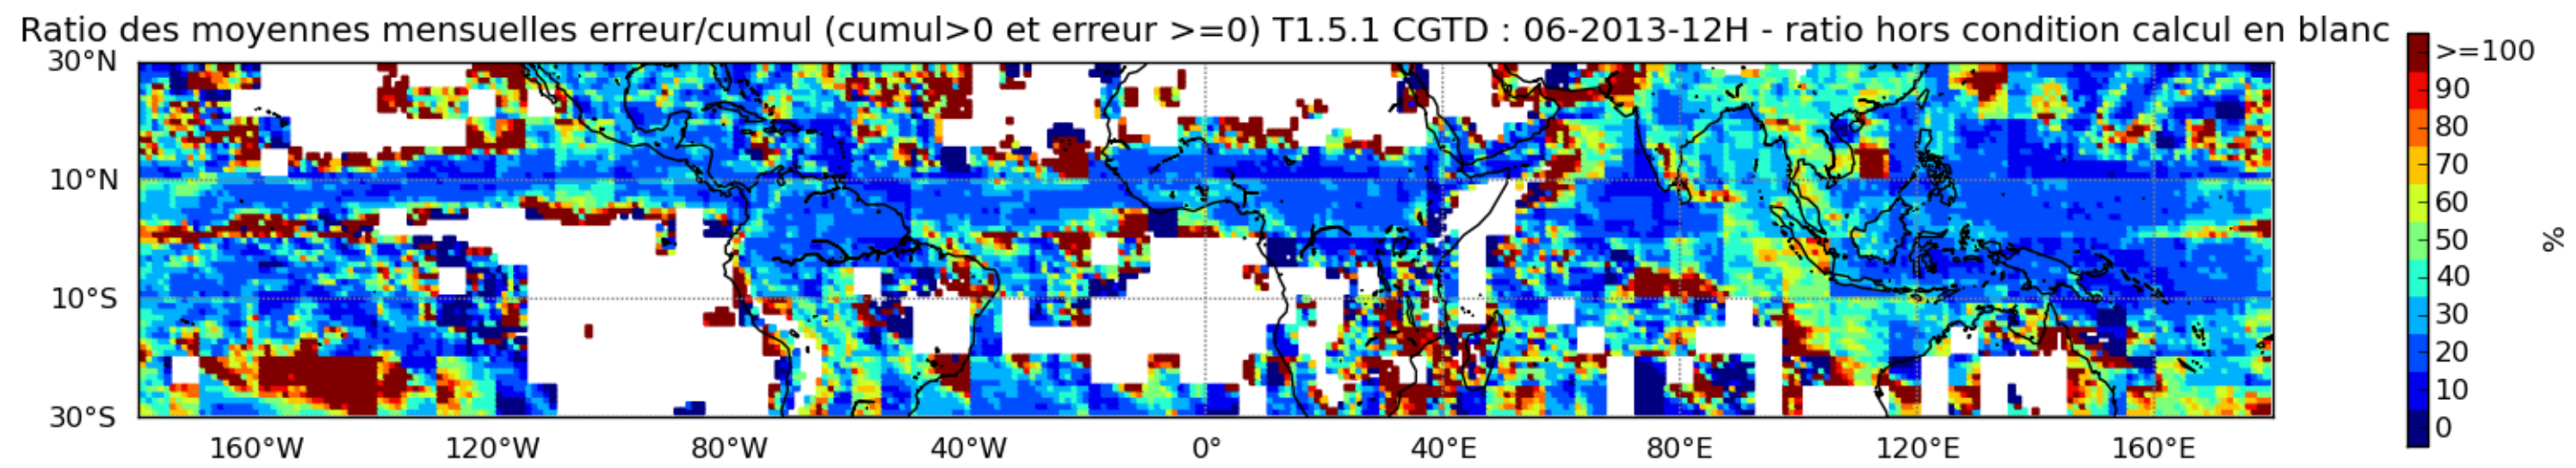 Ratio des moyennes mensuelles erreur/cumul (cumul>0 et erreur >=0) T1.5.1 CGTD : 06-2013-12H - ratio hors condition calcul en blanc
30°N
10°N
10°S
30°S
160°W 120°W 80°W 40°W 0° 40°E 80°E 120°E 160°E
>=100
90
80
70
60
50
40
30
20
10
0
%